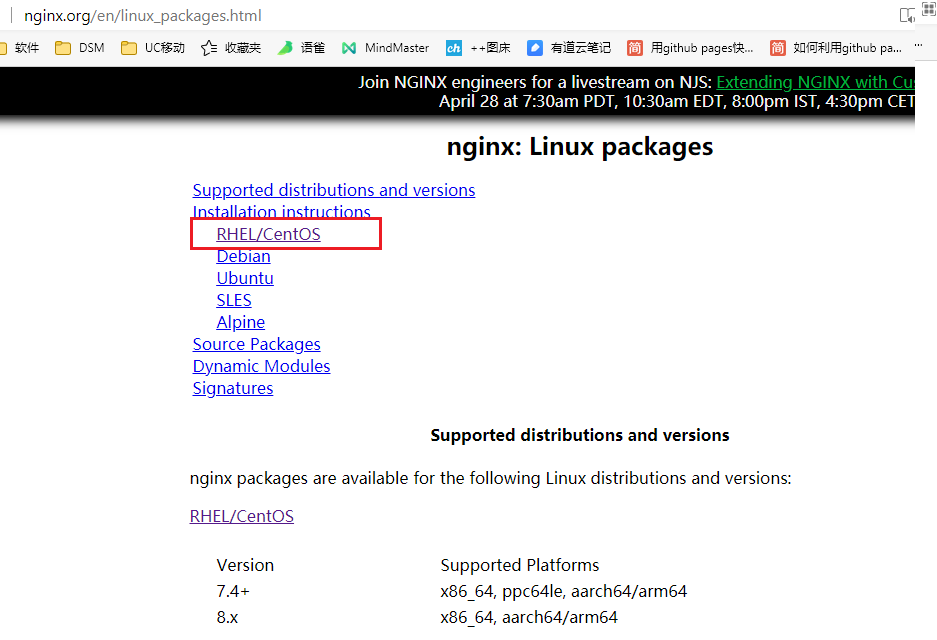 nginx.org/en/linux_packages.html
软件 DSM UC移动 收藏夹 语雀 MindMaster ch ++图床 有道云笔记 简 用github pages快... 简 如何利用github pa... ...
Join NGINX engineers for a livestream on NJS: Extending NGINX with Cus
April 28 at 7:30am PDT, 10:30am EDT, 8:00pm IST, 4:30pm CET
nginx: Linux packages
Supported distributions and versions
Installation instructions
RHEL/CentOS
Debian
Ubuntu
SLES
Alpine
Source Packages
Dynamic Modules
Signatures
Supported distributions and versions
nginx packages are available for the following Linux distributions and versions:
RHEL/CentOS
Version Supported Platforms
7.4+ x86_64, ppc64le, aarch64/arm64
8.x x86_64, aarch64/arm64